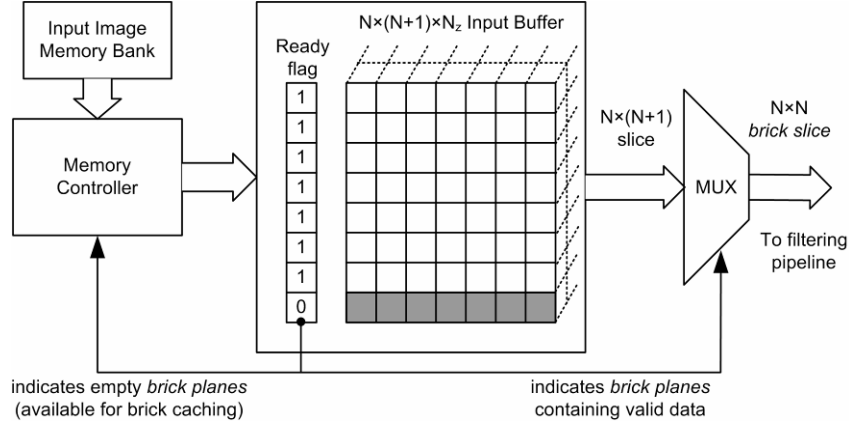 Input Image
Memory Bank
Memory
Controller
N×(N+1)×N_z Input Buffer
Ready
flag
1
1
1
1
1
1
1
0
N×(N+1)
slice
MUX
N×N
brick slice
To filtering
pipeline
indicates empty brick planes
(available for brick caching)
indicates brick planes
containing valid data